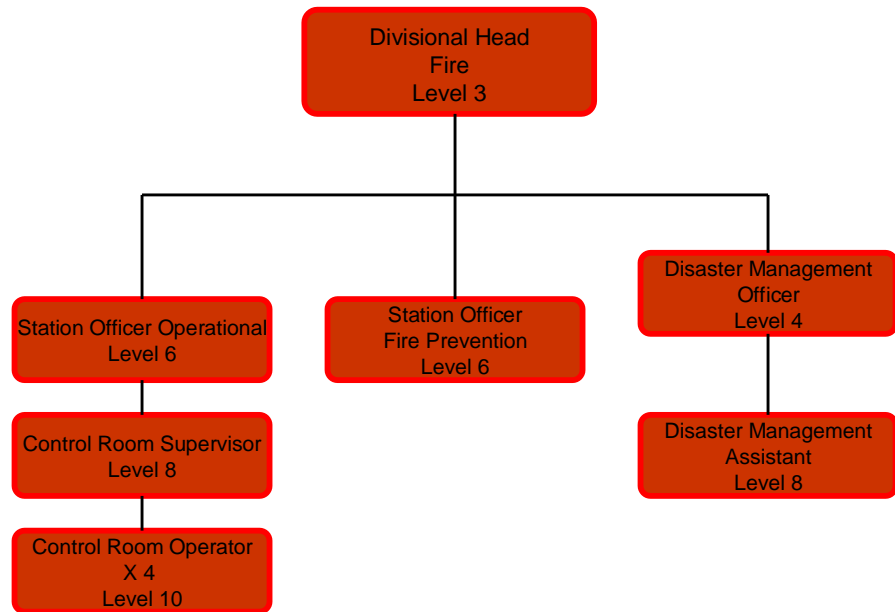 Divisional Head
Fire
Level 3
Station Officer Operational
Level 6
Control Room Supervisor
Level 8
Control Room Operator
X 4
Level 10
Station Officer
Fire Prevention
Level 6
Disaster Management
Officer
Level 4
Disaster Management
Assistant
Level 8